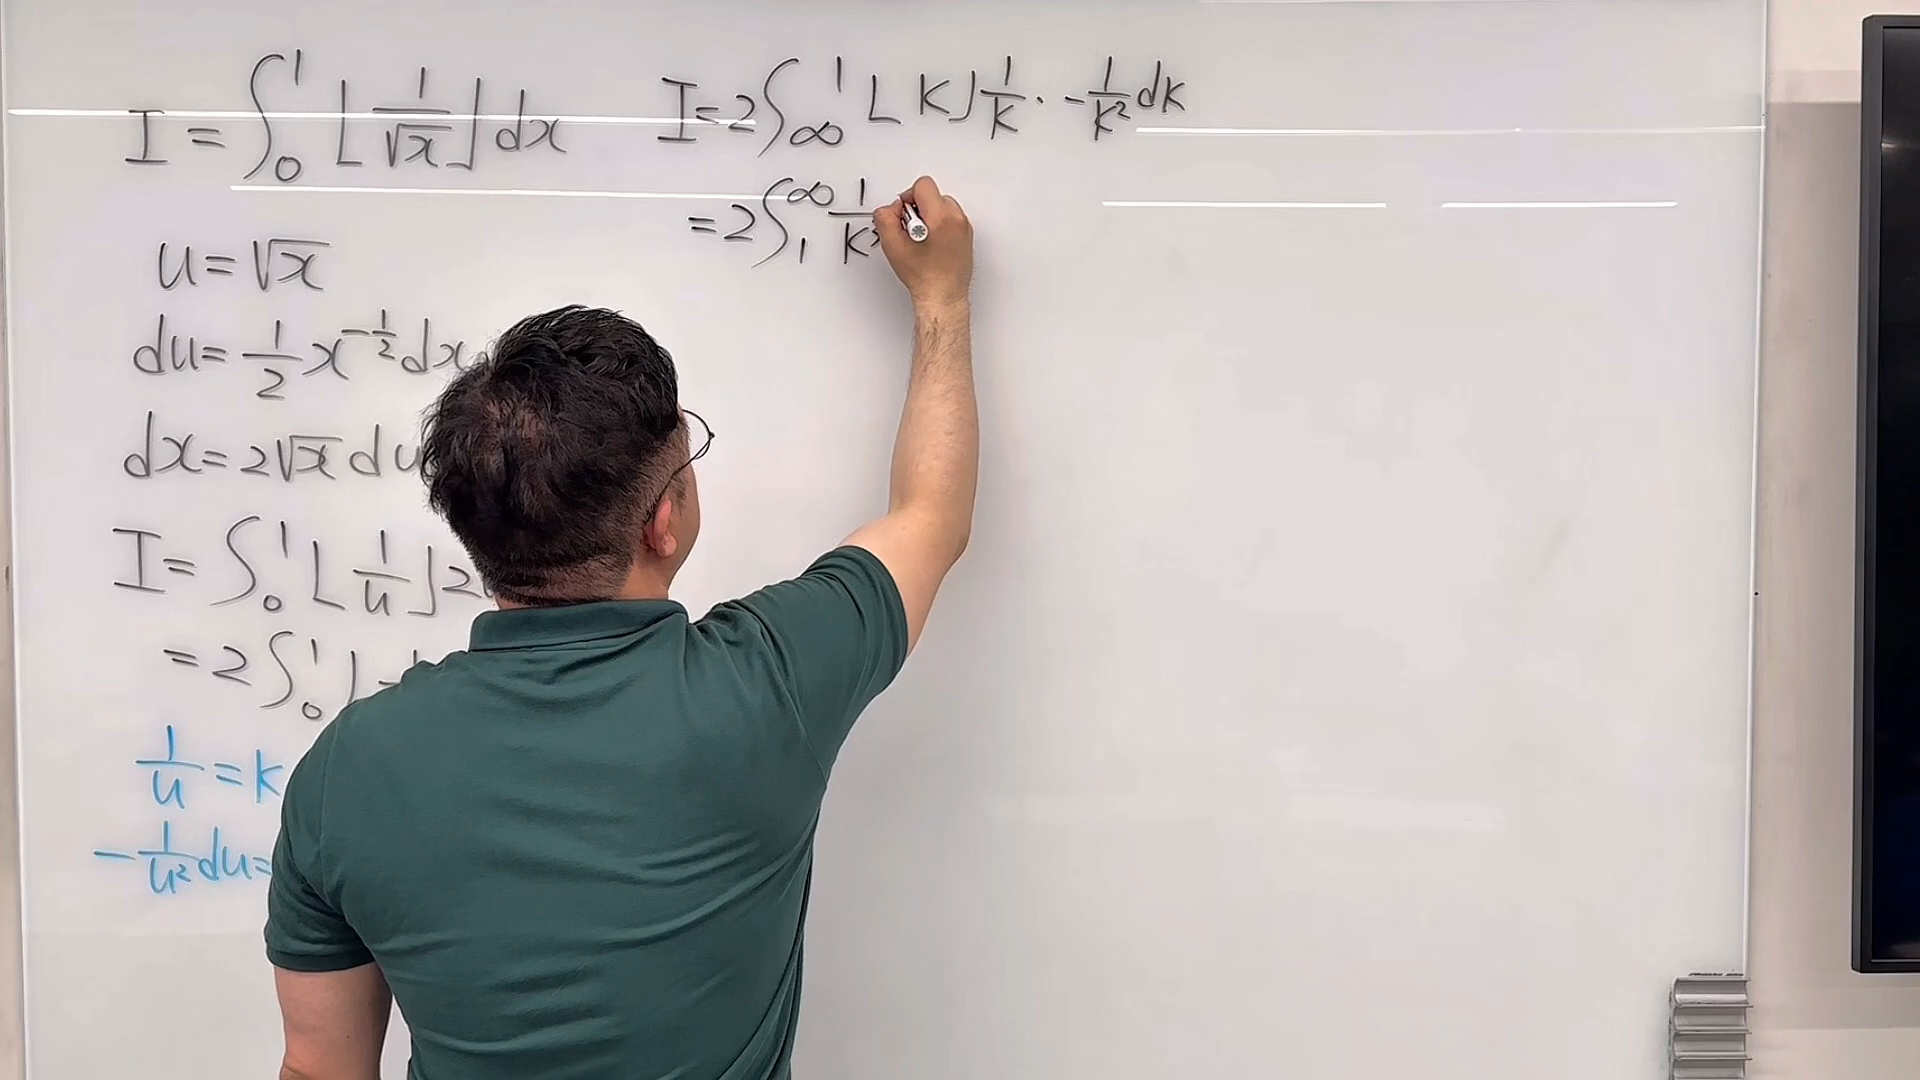 I = ∫₀¹ ⌊1/√x⌋ dx
u = √x
du = 1/2 x^(-1/2) dx
dx = 2√x du
I = ∫₀¹ ⌊1/u⌋ 2
= 2 ∫₀¹ ⌊
1/u = k
-1/u² du =
I = 2 ∫_∞^1 ⌊k⌋ 1/k · -1/k² dk
= 2 ∫₁^∞ 1/k³